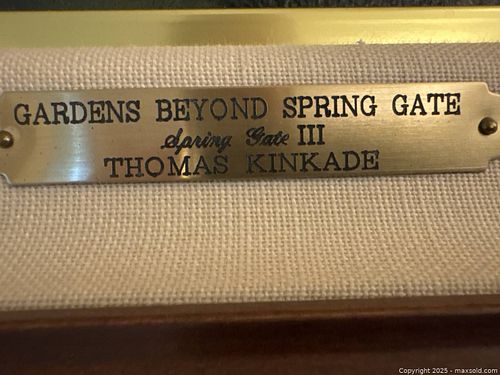 GARDENS BEYOND SPRING GATE
Spring Gate III
THOMAS KINKADE
Copyright 2025 - maxsold.com